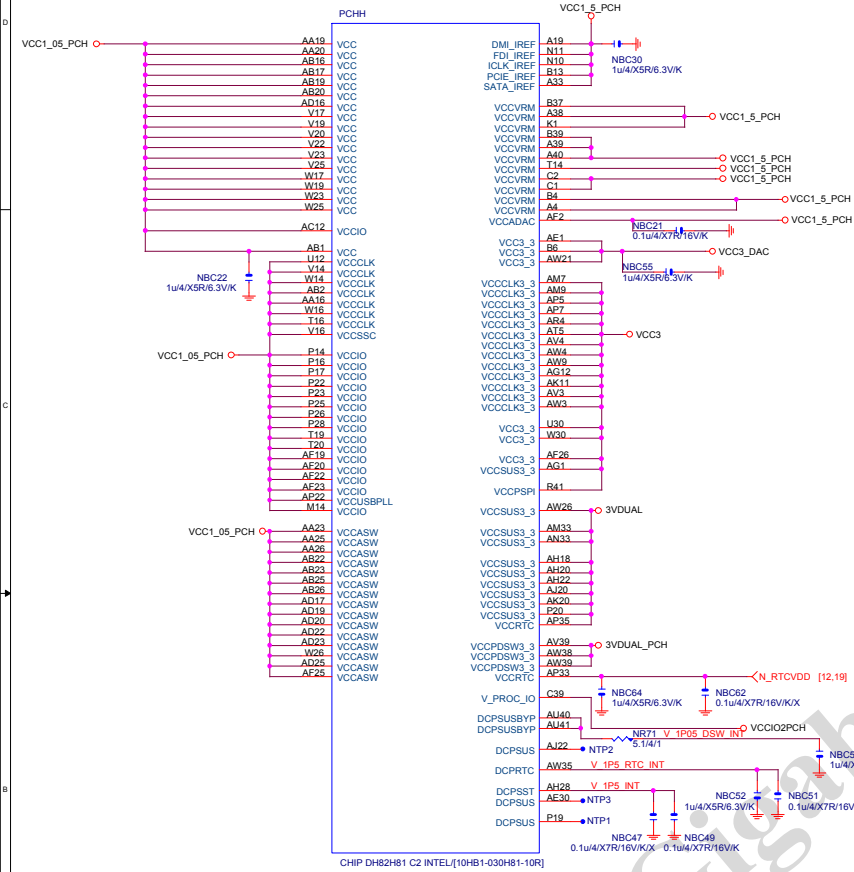 D
C
B
PCHH
VCC1_5_PCH
VCC1_05_PCH
AA19 VCC
AA20 VCC
AB16 VCC
AB17 VCC
AB19 VCC
AB20 VCC
AD16 VCC
V17 VCC
V19 VCC
V20 VCC
V22 VCC
V23 VCC
V25 VCC
W17 VCC
W19 VCC
W23 VCC
W25 VCC
AC12 VCCIO
AB1 VCC
NBC22
1u/4/X5R/6.3V/K
U12 VCCCLK
V14 VCCCLK
W14 VCCCLK
AB2 VCCCLK
AA16 VCCCLK
W16 VCCCLK
T16 VCCCLK
V16 VCCSSC
VCC1_05_PCH
P14 VCCIO
P16 VCCIO
P17 VCCIO
P22 VCCIO
P23 VCCIO
P25 VCCIO
P26 VCCIO
P28 VCCIO
T19 VCCIO
T20 VCCIO
AF19 VCCIO
AF20 VCCIO
AF22 VCCIO
AF23 VCCIO
AP22 VCCUSBPLL
M14 VCCIO
VCC1_05_PCH
AA23 VCCASW
AA25 VCCASW
AA26 VCCASW
AB22 VCCASW
AB23 VCCASW
AB25 VCCASW
AB26 VCCASW
AD17 VCCASW
AD19 VCCASW
AD20 VCCASW
AD22 VCCASW
AD23 VCCASW
W26 VCCASW
AD25 VCCASW
AF25 VCCASW
DMI_IREF A19
FDI_IREF N11
ICLK_IREF N10
PCIE_IREF B13
SATA_IREF A33
NBC30
1u/4/X5R/6.3V/K
VCCVRM B37
VCCVRM A38
VCCVRM K1
VCC1_5_PCH
VCCVRM B39
VCCVRM A39
VCCVRM A40
VCC1_5_PCH
VCCVRM T14
VCC1_5_PCH
VCCVRM C2
VCC1_5_PCH
VCCVRM C1
VCCVRM B4
VCC1_5_PCH
VCCVRM A4
VCCADAC AF2
VCC1_5_PCH
NBC21
0.1u/4/X7R/16V/K
VCC3_3 AE1
VCC3_3 B6
VCC3_3 AW21
VCC3_DAC
NBC55
1u/4/X5R/6.3V/K
VCCCLK3_3 AM7
VCCCLK3_3 AM9
VCCCLK3_3 AP5
VCCCLK3_3 AP7
VCCCLK3_3 AR4
VCCCLK3_3 AT5
VCC3
VCCCLK3_3 AV4
VCCCLK3_3 AW4
VCCCLK3_3 AW9
VCCCLK3_3 AG12
VCCCLK3_3 AK11
VCCCLK3_3 AV3
VCCCLK3_3 AW3
VCC3_3 U30
VCC3_3 W30
VCC3_3 AF26
VCCSUS3_3 AG1
VCCPSPI R41
VCCSUS3_3 AW26
3VDUAL
VCCSUS3_3 AM33
VCCSUS3_3 AN33
VCCSUS3_3 AH18
VCCSUS3_3 AH20
VCCSUS3_3 AH22
VCCSUS3_3 AJ20
VCCSUS3_3 AK20
VCCSUS3_3 P20
VCCRTC AP35
VCCPDSW3_3 AV39
3VDUAL_PCH
VCCPDSW3_3 AW38
VCCPDSW3_3 AW39
VCCRTC AP33
N_RTCVDD [12,19]
NBC64
1u/4/X5R/6.3V/K
NBC62
0.1u/4/X7R/16V/K/X
V_PROC_IO C39
VCCIO2PCH
DCPSUSBYP AU40
DCPSUSBYP AU41
NR71 V_1P05_DSW_INT
5.1/4/1
DCPSUS AJ22 NTP2
DCPRTC AW35 V_1P5_RTC_INT
NBC52
1u/4/X5R/6.3V/K
NBC51
0.1u/4/X7R/16V
DCPSST AH28 V_1P5_INT
DCPSUS AE30 NTP3
DCPSUS P19 NTP1
NBC47
0.1u/4/X7R/16V/K/X
NBC49
0.1u/4/X7R/16V/K
CHIP DH82H81 C2 INTEL/[10HB1-030H81-10R]
Gigab